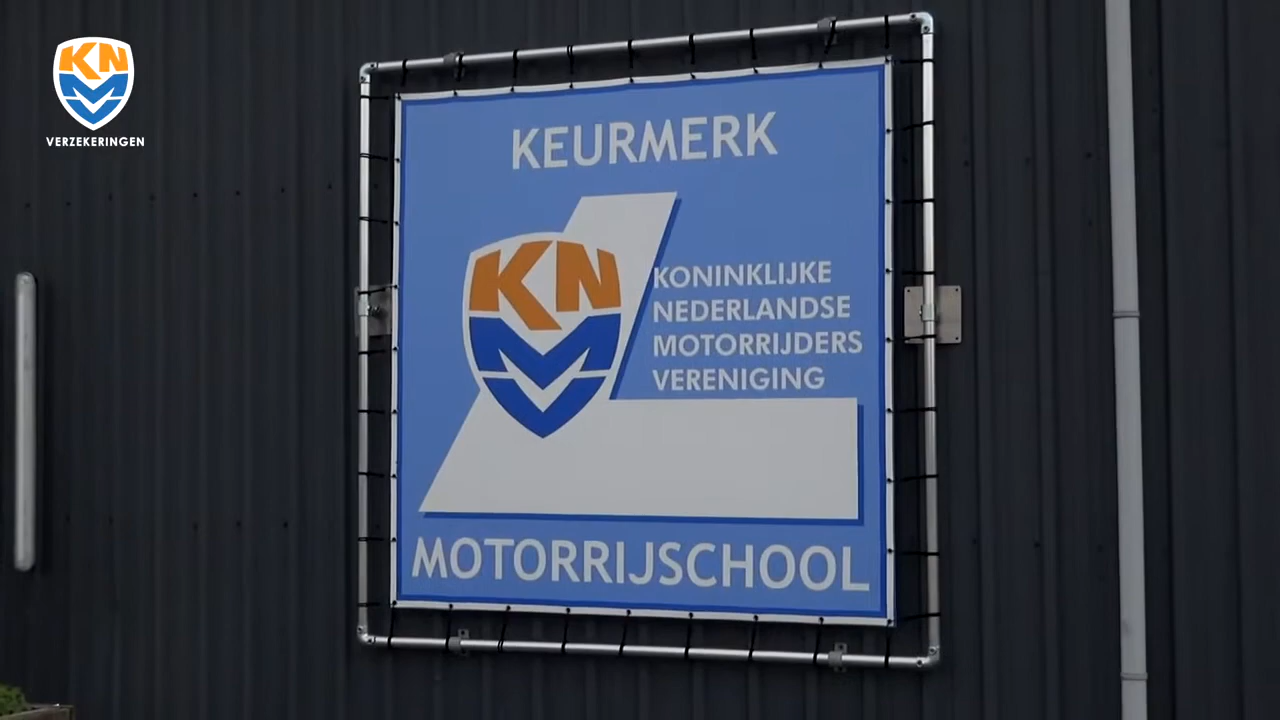 KN
M
VERZEKERINGEN
KEURMERK
KN
M
KONINKLIJKE
NEDERLANDSE
MOTORRIJDERS
VERENIGING
MOTORRIJSCHOOL